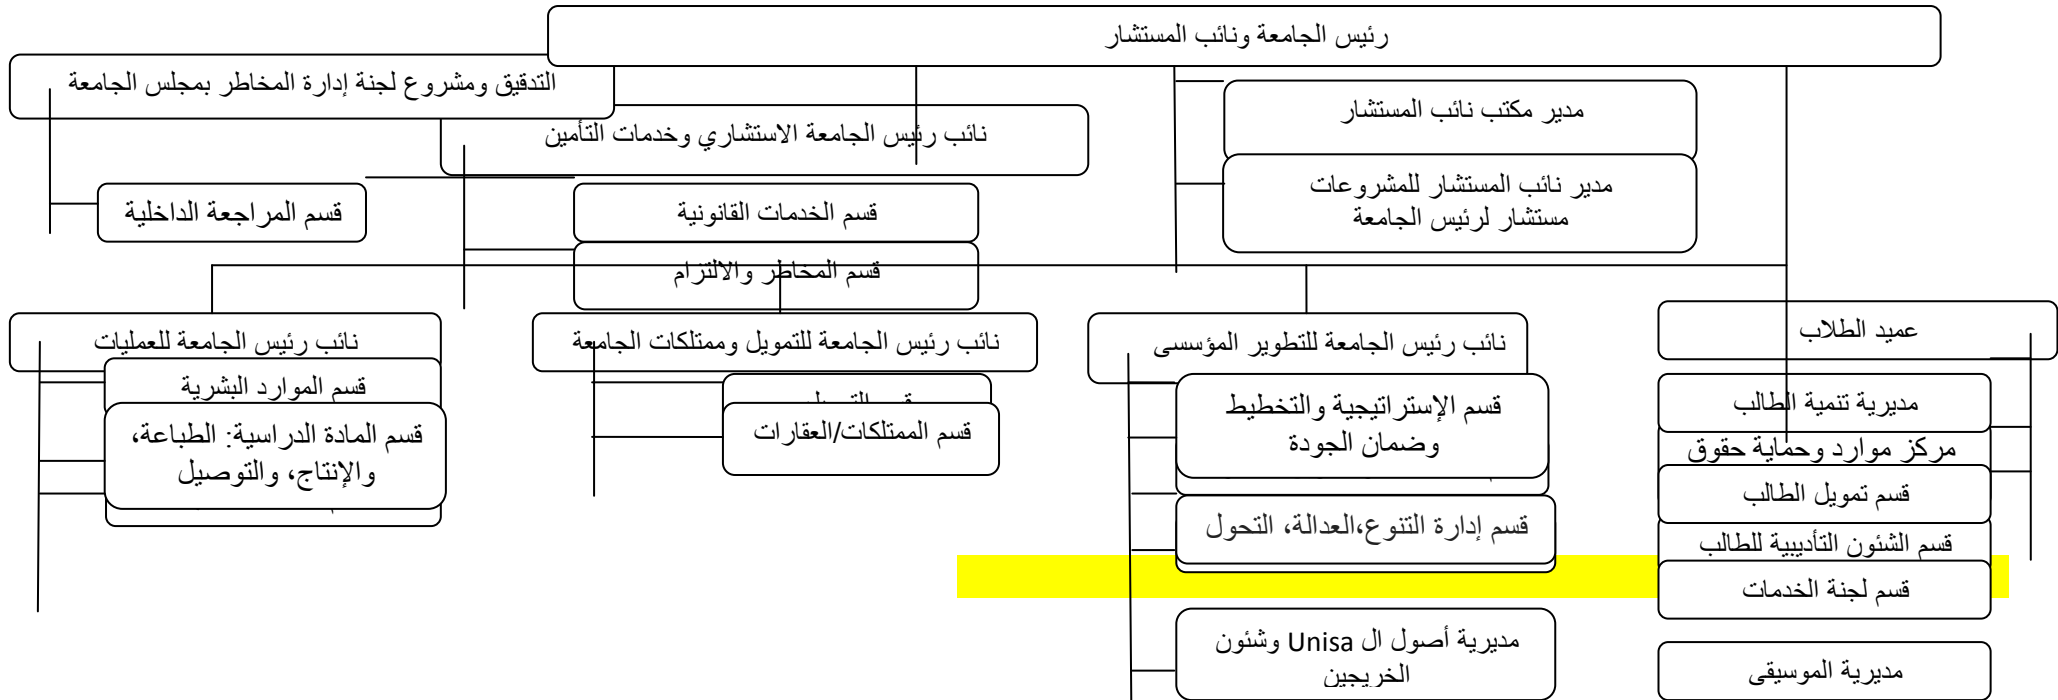 رئيس الجامعة ونائب المستشار
التدقيق ومشروع لجنة إدارة المخاطر بمجلس الجامعة
مدير مكتب نائب المستشار
نائب رئيس الجامعة الاستشاري وخدمات التأمين
مدير نائب المستشار للمشروعات
مستشار لرئيس الجامعة
قسم الخدمات القانونية
قسم المراجعة الداخلية
قسم المخاطر والالتزام
عميد الطلاب
نائب رئيس الجامعة للتطوير المؤسسى
نائب رئيس الجامعة للتمويل وممتلكات الجامعة
نائب رئيس الجامعة للعمليات
مديرية تنمية الطالب
مركز موارد وحماية حقوق
قسم تمويل الطالب
قسم الشئون التأديبية للطالب
قسم لجنة الخدمات
مديرية الموسيقى
قسم الإستراتيجية والتخطيط
وضمان الجودة
قسم إدارة التنوع،العدالة، التحول
مديرية أصول ال Unisa وشئون
الخريجين
قسم
قسم الممتلكات/العقارات
قسم الموارد البشرية
قسم المادة الدراسية: الطباعة،
والإنتاج، والتوصيل